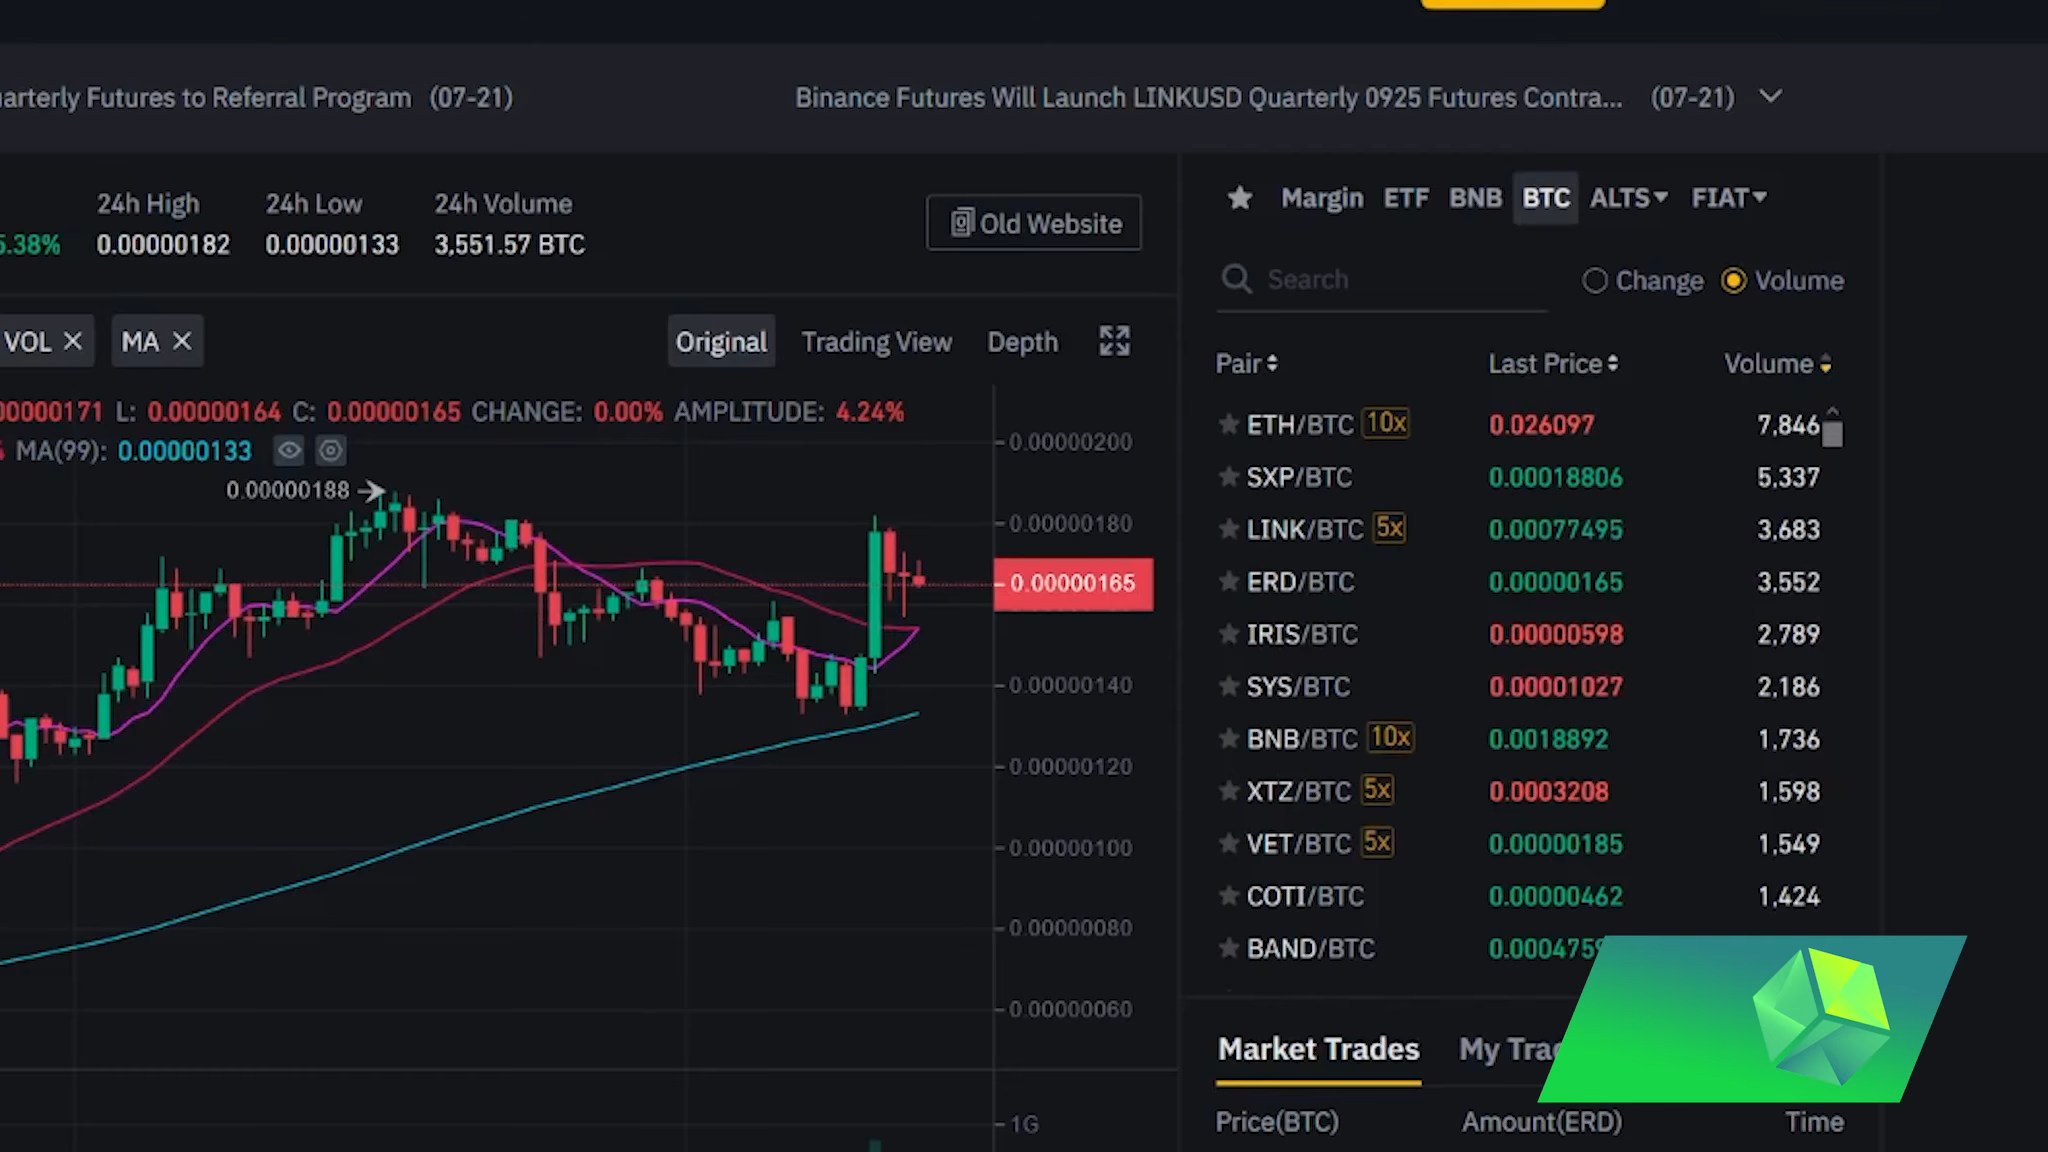 arterly Futures to Referral Program (07-21)
Binance Futures Will Launch LINKUSD Quarterly 0925 Futures Contra... (07-21)
24h High 24h Low 24h Volume
5.38% 0.00000182 0.00000133 3,551.57 BTC
Old Website
VOL MA
Original Trading View Depth
00000171 L: 0.00000164 C: 0.00000165 CHANGE: 0.00% AMPLITUDE: 4.24%
MA(99): 0.00000133
0.00000188
0.00000200
0.00000180
0.00000165
0.00000140
0.00000120
0.00000100
0.00000080
0.00000060
1G
Margin ETF BNB BTC ALTS FIAT
Search Change Volume
Pair Last Price Volume
ETH/BTC 10x 0.026097 7,846
SXP/BTC 0.00018806 5,337
LINK/BTC 5x 0.00077495 3,683
ERD/BTC 0.00000165 3,552
IRIS/BTC 0.00000598 2,789
SYS/BTC 0.00001027 2,186
BNB/BTC 10x 0.0018892 1,736
XTZ/BTC 5x 0.0003208 1,598
VET/BTC 5x 0.00000185 1,549
COTI/BTC 0.00000462 1,424
BAND/BTC 0.000475
Market Trades My Tra
Price(BTC) Amount(ERD) Time